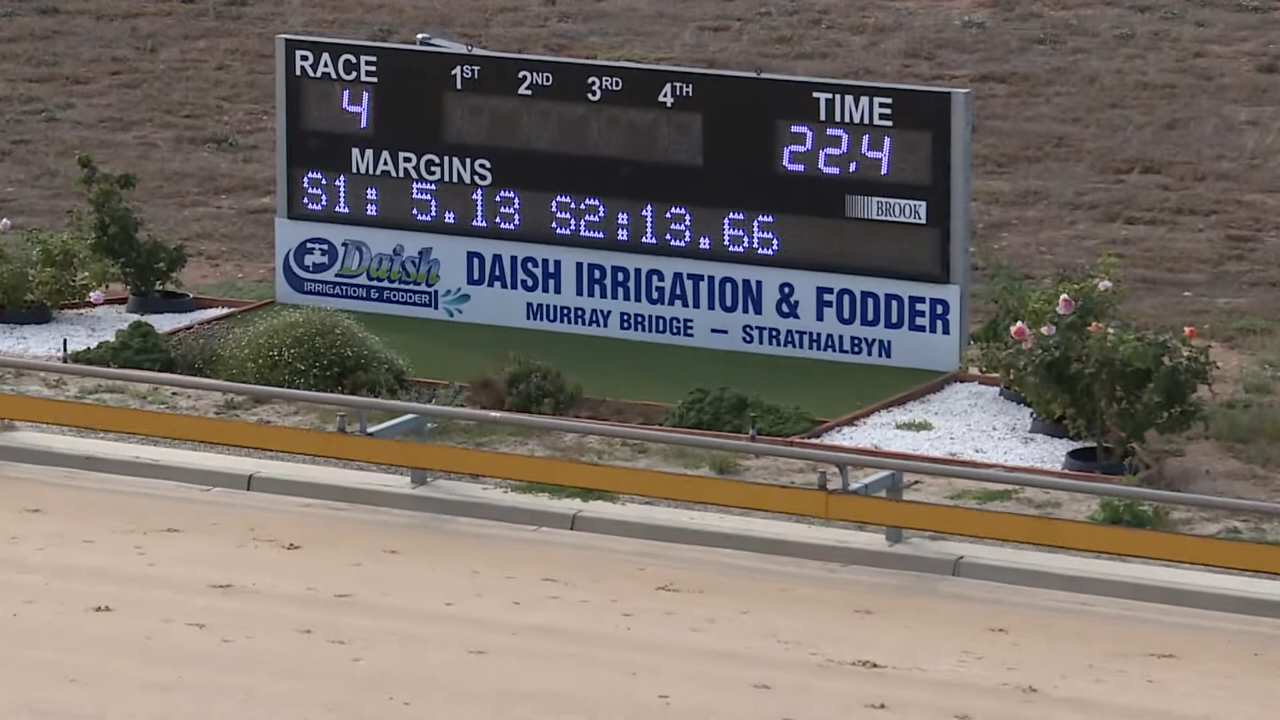 RACE 1ST 2ND 3RD 4TH TIME
4 22.4
MARGINS
S1: 5.13 S2:13.66
BROOK
Daish
IRRIGATION & FODDER
DAISH IRRIGATION & FODDER
MURRAY BRIDGE – STRATHALBYN